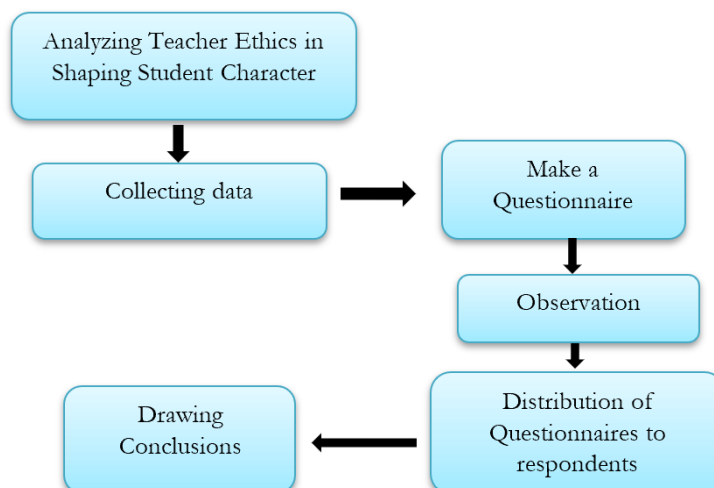 Analyzing Teacher Ethics in
Shaping Student Character
Collecting data
Make a
Questionnaire
Observation
Distribution of
Questionnaires to
respondents
Drawing
Conclusions